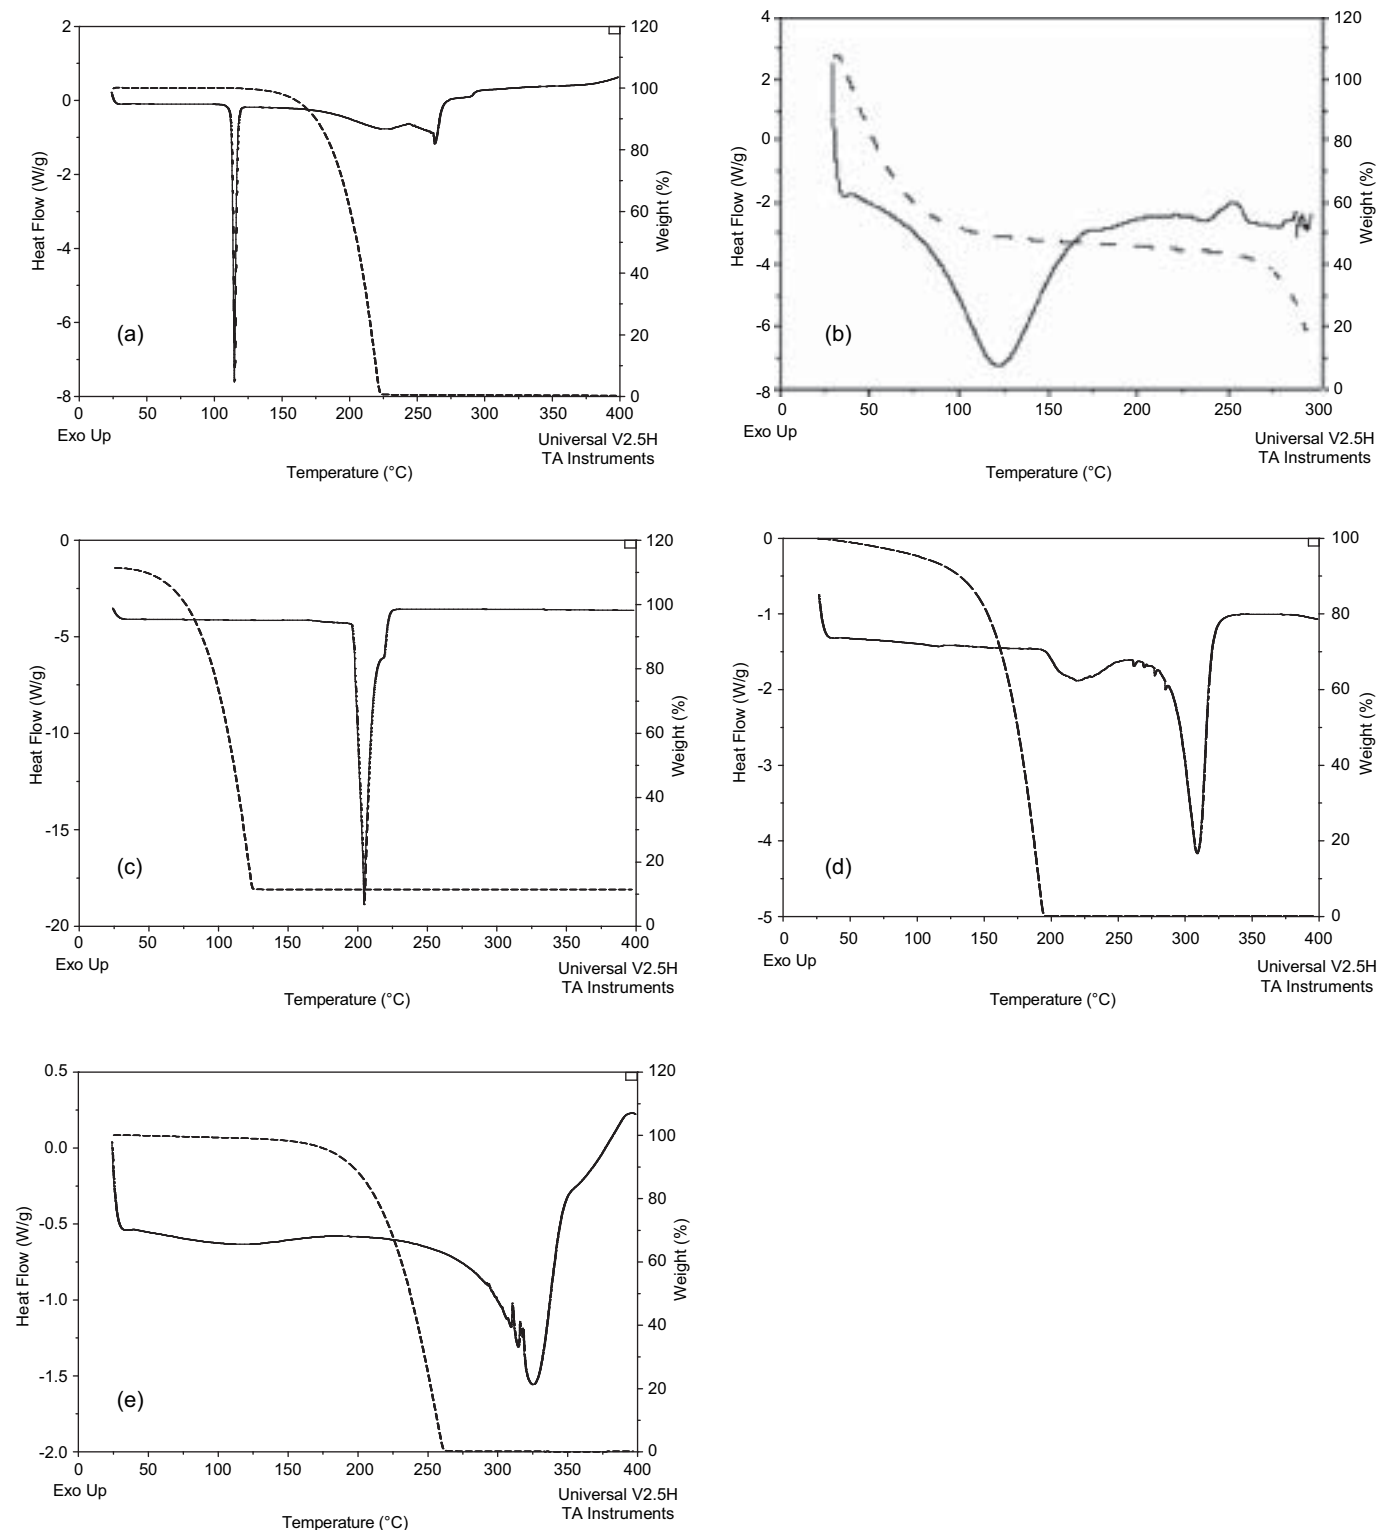 2
0
-2
-4
-6
-8
Heat Flow (W/g)
120
100
80
60
40
20
0
Weight (%)
(a)
0 50 100 150 200 250 300 350 400
Exo Up
Universal V2.5H
TA Instruments
Temperature (°C)
4
2
0
-2
-4
-6
-8
Heat Flow (W/g)
120
100
80
60
40
20
0
Weight (%)
(b)
0 50 100 150 200 250 300
Exo Up
Universal V2.5H
TA Instruments
Temperature (°C)
0
-5
-10
-15
-20
Heat Flow (W/g)
120
100
80
60
40
20
0
Weight (%)
(c)
0 50 100 150 200 250 300 350 400
Exo Up
Universal V2.5H
TA Instruments
Temperature (°C)
0
-1
-2
-3
-4
-5
Heat Flow (W/g)
100
80
60
40
20
0
Weight (%)
(d)
0 50 100 150 200 250 300 350 400
Exo Up
Universal V2.5H
TA Instruments
Temperature (°C)
0.5
0.0
-0.5
-1.0
-1.5
-2.0
Heat Flow (W/g)
120
100
80
60
40
20
0
Weight (%)
(e)
0 50 100 150 200 250 300 350 400
Exo Up
Universal V2.5H
TA Instruments
Temperature (°C)